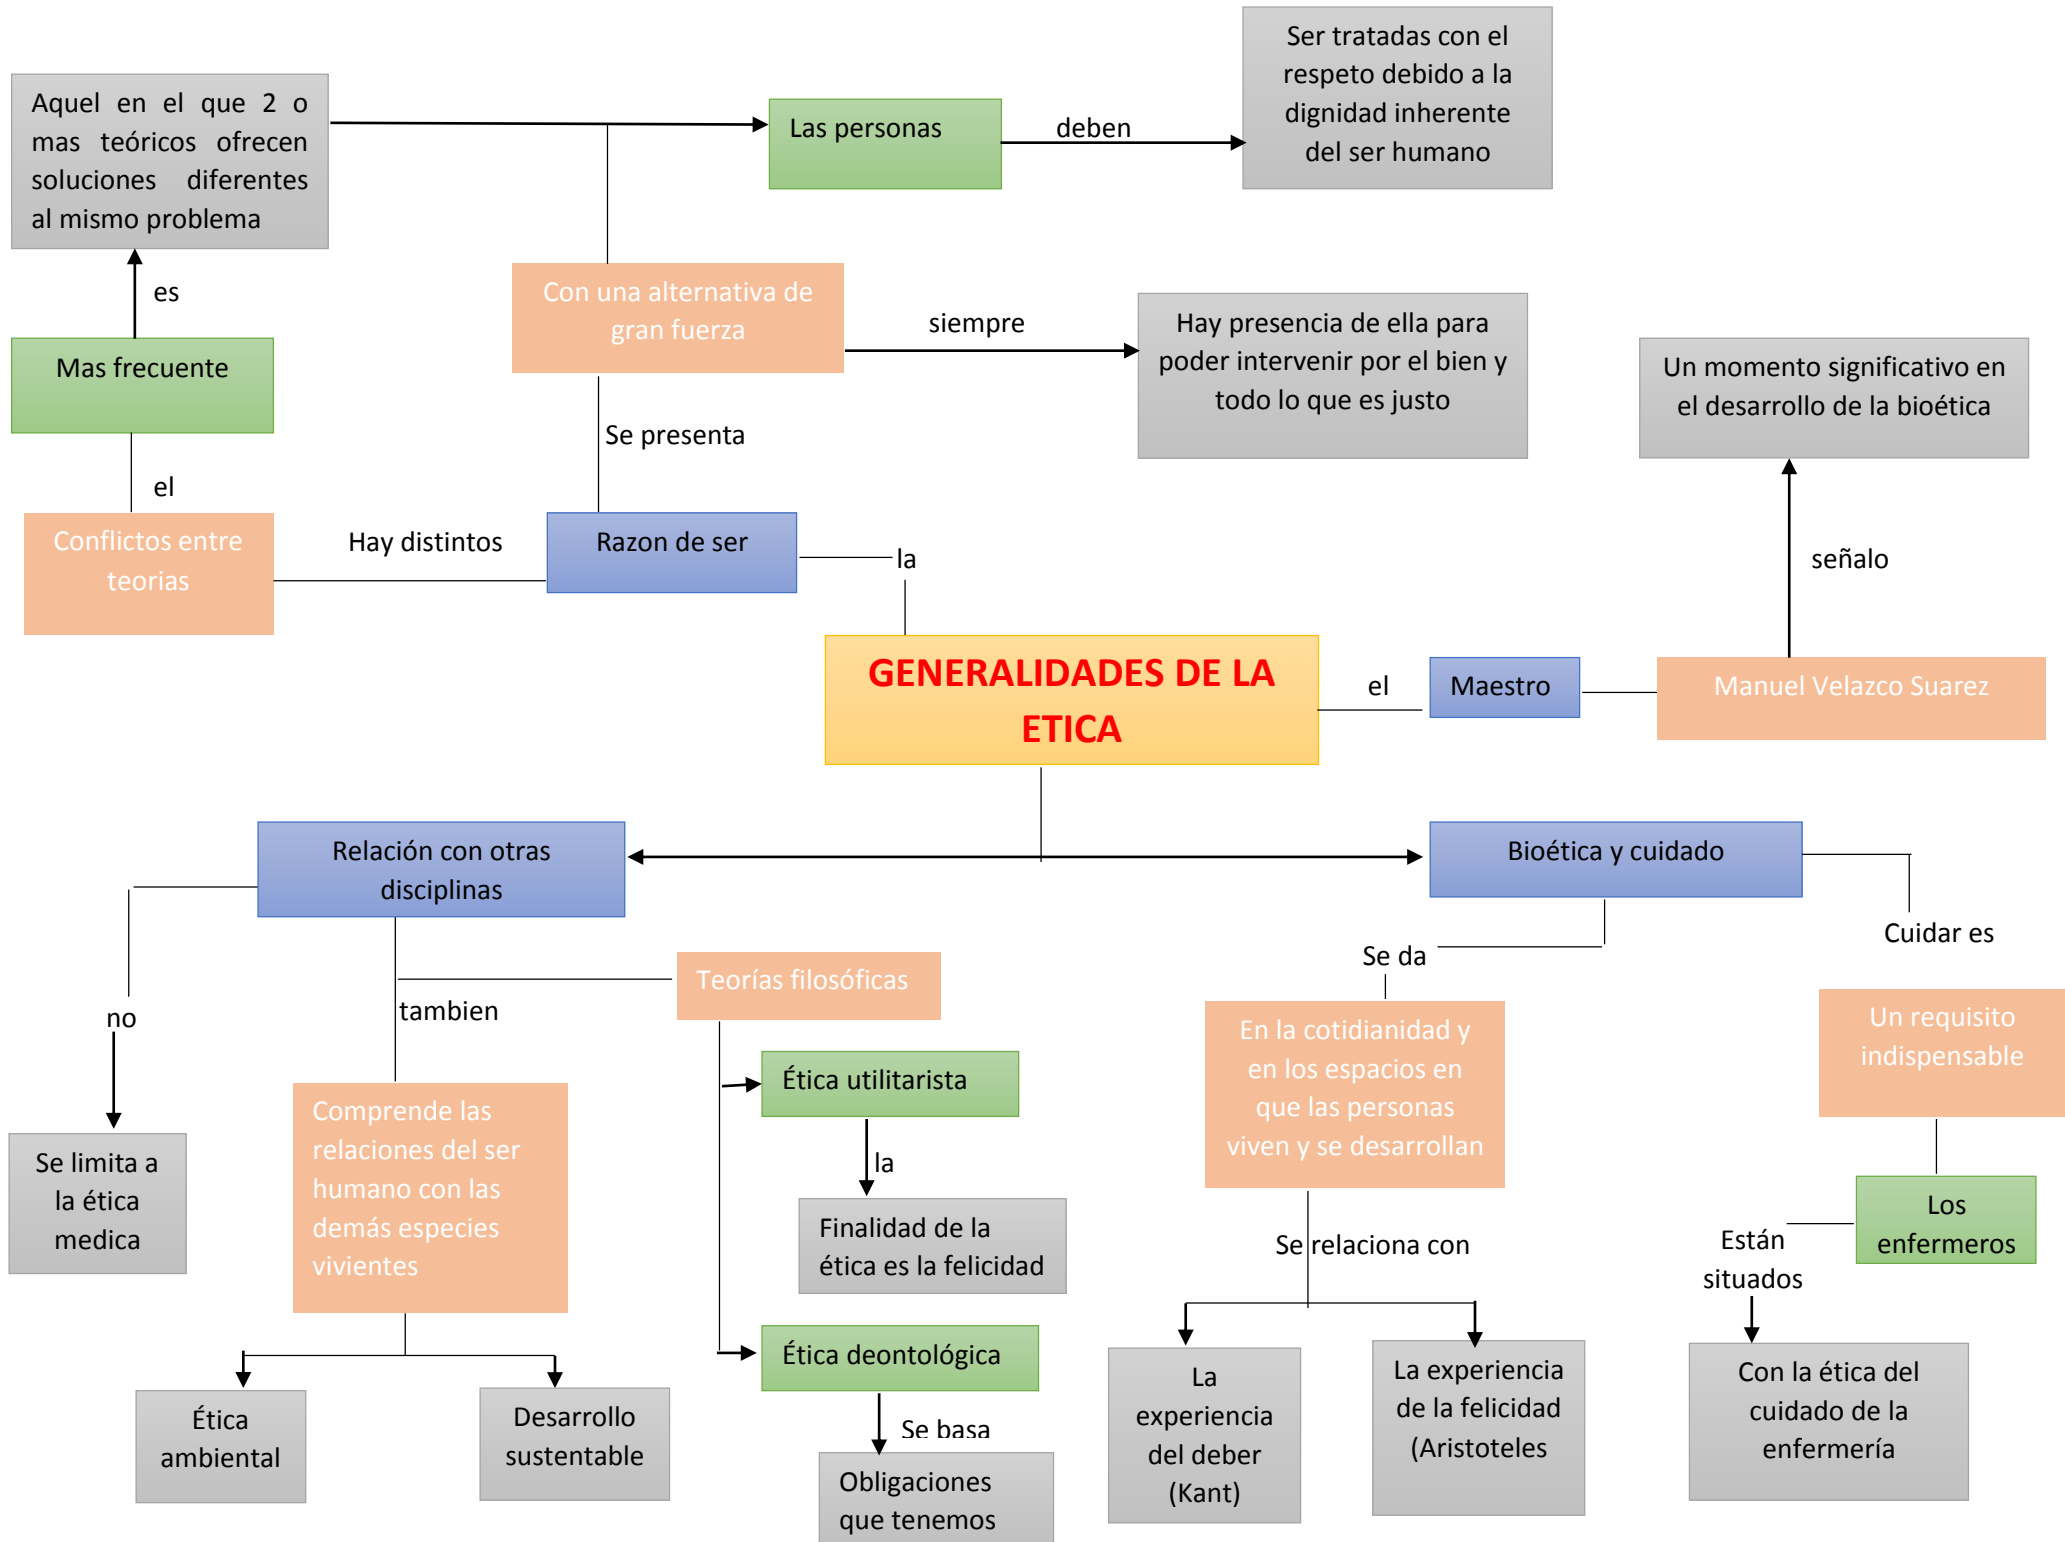 Ser tratadas con el
respeto debido a la
dignidad inherente
del ser humano
Aquel en el que 2 o
mas teóricos ofrecen
soluciones diferentes
al mismo problema
Las personas
deben
es
Con una alternativa de
gran fuerza
siempre
Hay presencia de ella para
poder intervenir por el bien y
todo lo que es justo
Mas frecuente
Un momento significativo en
el desarrollo de la bioética
Se presenta
el
Conflictos entre
teorias
Hay distintos
Razon de ser
la
señalo
GENERALIDADES DE LA
ETICA
el
Maestro
Manuel Velazco Suarez
Relación con otras
disciplinas
Bioética y cuidado
Cuidar es
Se da
Teorías filosóficas
tambien
no
En la cotidianidad y
en los espacios en
que las personas
viven y se desarrollan
Un requisito
indispensable
Ética utilitarista
Comprende las
relaciones del ser
humano con las
demás especies
vivientes
Se limita a
la ética
medica
la
Finalidad de la
ética es la felicidad
Se relaciona con
Los
enfermeros
Están
situados
Ética deontológica
La
experiencia
del deber
(Kant)
La experiencia
de la felicidad
(Aristoteles
Con la ética del
cuidado de la
enfermería
Ética
ambiental
Desarrollo
sustentable
Se basa
Obligaciones
que tenemos